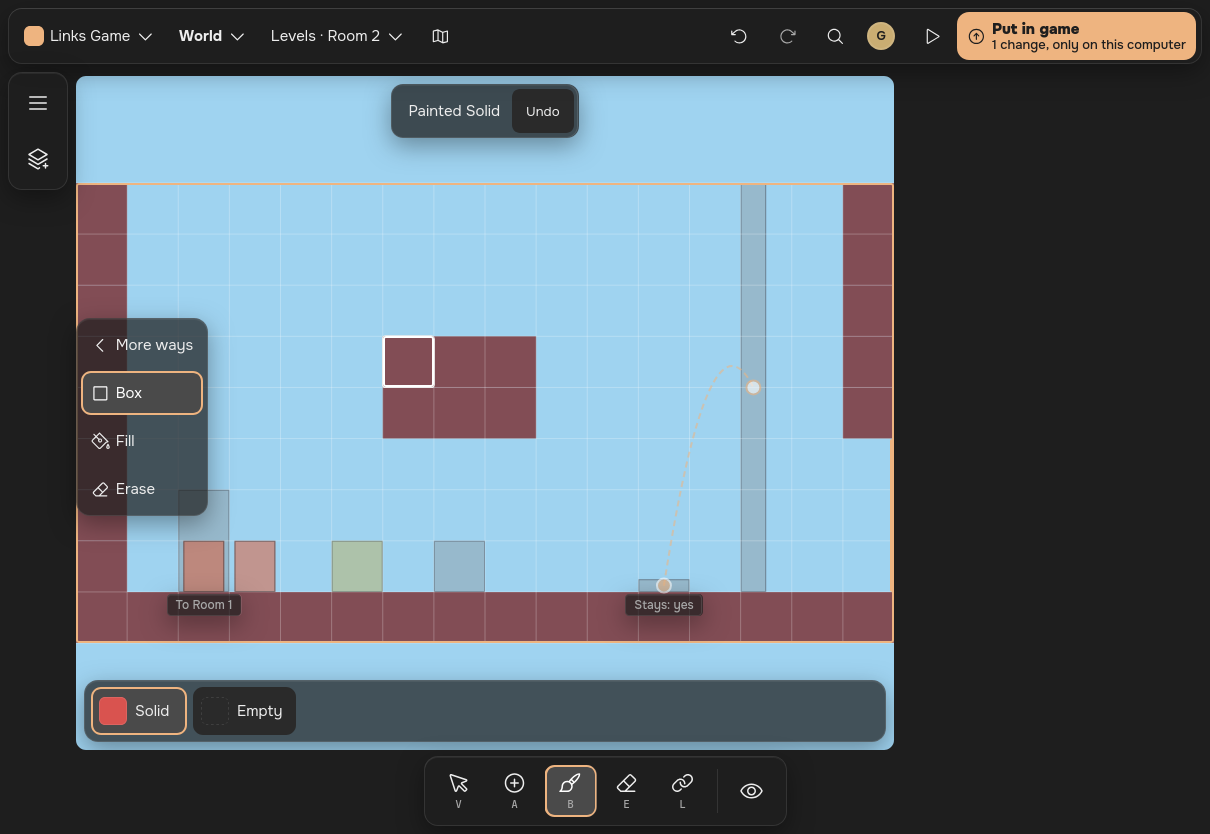 Links Game
World
Levels · Room 2
G
Put in game
1 change, only on this computer
Painted Solid
Undo
More ways
Box
Fill
Erase
To Room 1
Stays: yes
Solid
Empty
V
A
B
E
L